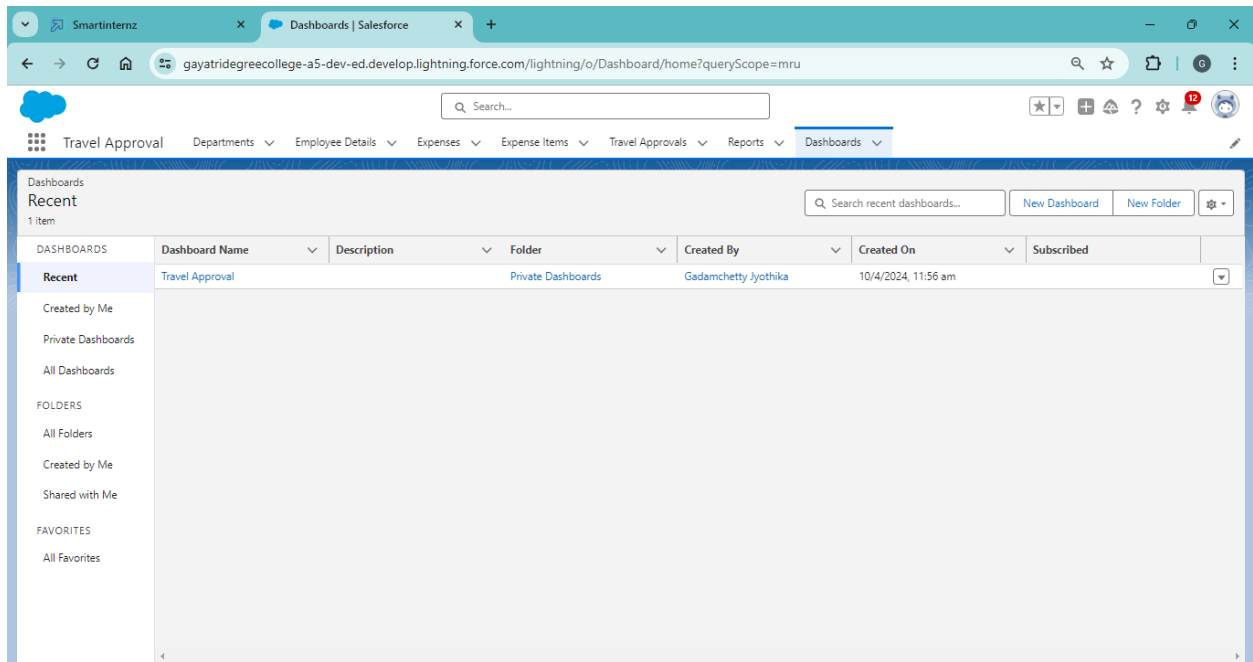 Smartinternz
Dashboards | Salesforce
gayatridegreecollege-a5-dev-ed.develop.lightning.force.com/lightning/o/Dashboard/home?queryScope=mru
G
Search...
12
Travel Approval Departments Employee Details Expenses Expense Items Travel Approvals Reports Dashboards
Dashboards
Recent
1 item
Search recent dashboards... New Dashboard New Folder
DASHBOARDS
Recent
Created by Me
Private Dashboards
All Dashboards
FOLDERS
All Folders
Created by Me
Shared with Me
FAVORITES
All Favorites
Dashboard Name Description Folder Created By Created On Subscribed
Travel Approval Private Dashboards Gadamchetty Jyothika 10/4/2024, 11:56 am